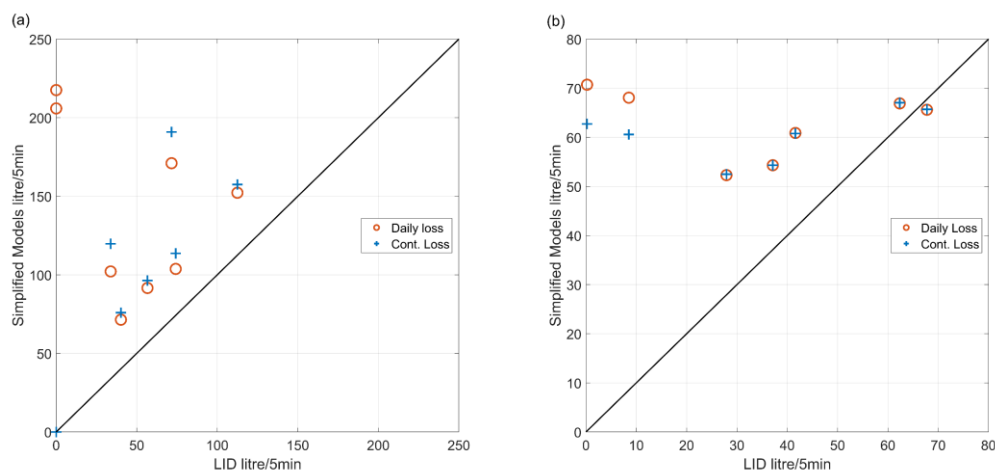 (a)
250
200
150
100
50
0
Simplified Models litre/5min
0 50 100 150 200 250
LID litre/5min
Daily loss
Cont. Loss
(b)
80
70
60
50
40
30
20
10
0
Simplified Models litre/5min
0 10 20 30 40 50 60 70 80
LID litre/5min
Daily Loss
Cont. Loss